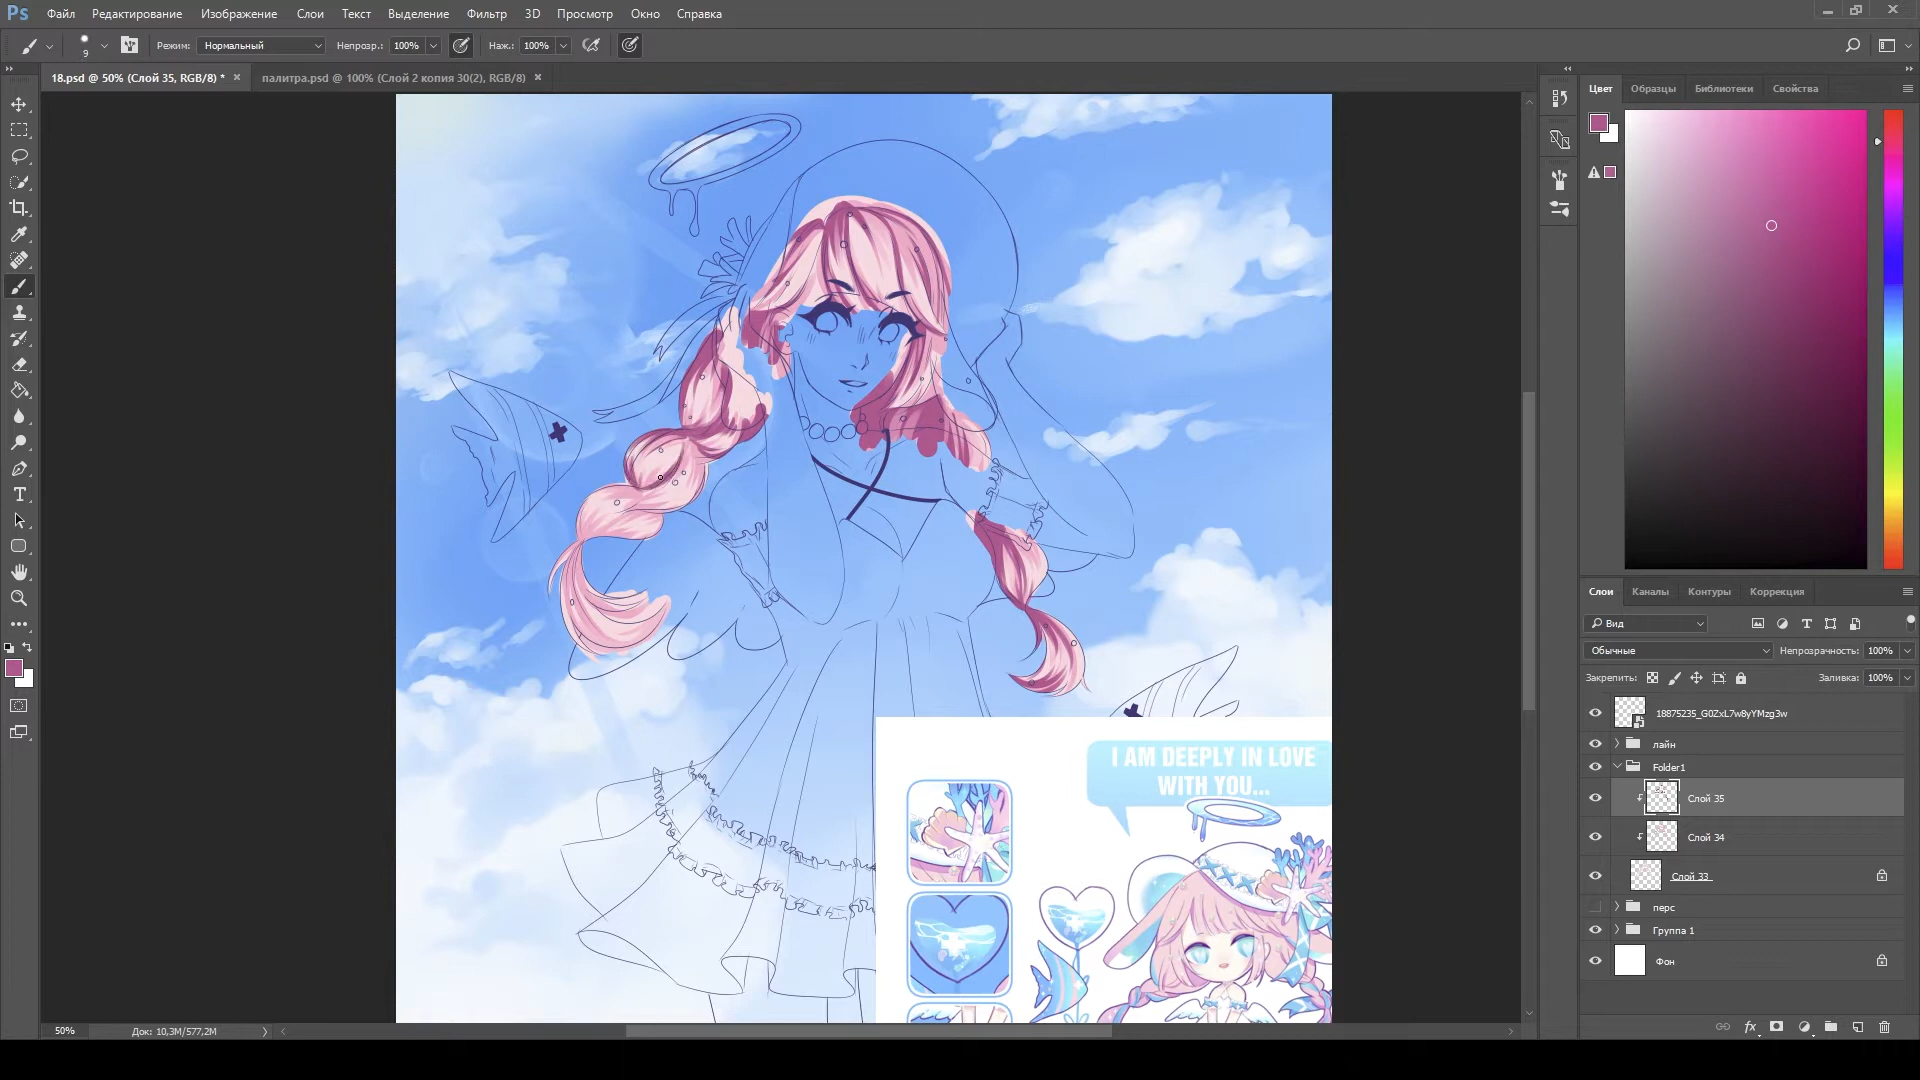 Ps Файл Редактирование Изображение Слои Текст Выделение Фильтр 3D Просмотр Окно Справка
9 Режим: Нормальный Непрозр.: 100% Наж.: 100%
18.psd @ 50% (Слой 35, RGB/8) * × палитра.psd @ 100% (Слой 2 копия 30(2), RGB/8) ×
Цвет Образцы Библиотеки Свойства
Слои Каналы Контуры Коррекция
Вид
Обычные Непрозрачность: 100%
Закрепить: Заливка: 100%
18875235_G0ZxL7w8yYMzg3w
лайн
Folder1
Слой 35
Слой 34
Слой 33
перс
Группа 1
Фон
I AM DEEPLY IN LOVE
WITH YOU...
50% Док: 10,3M/577,2M